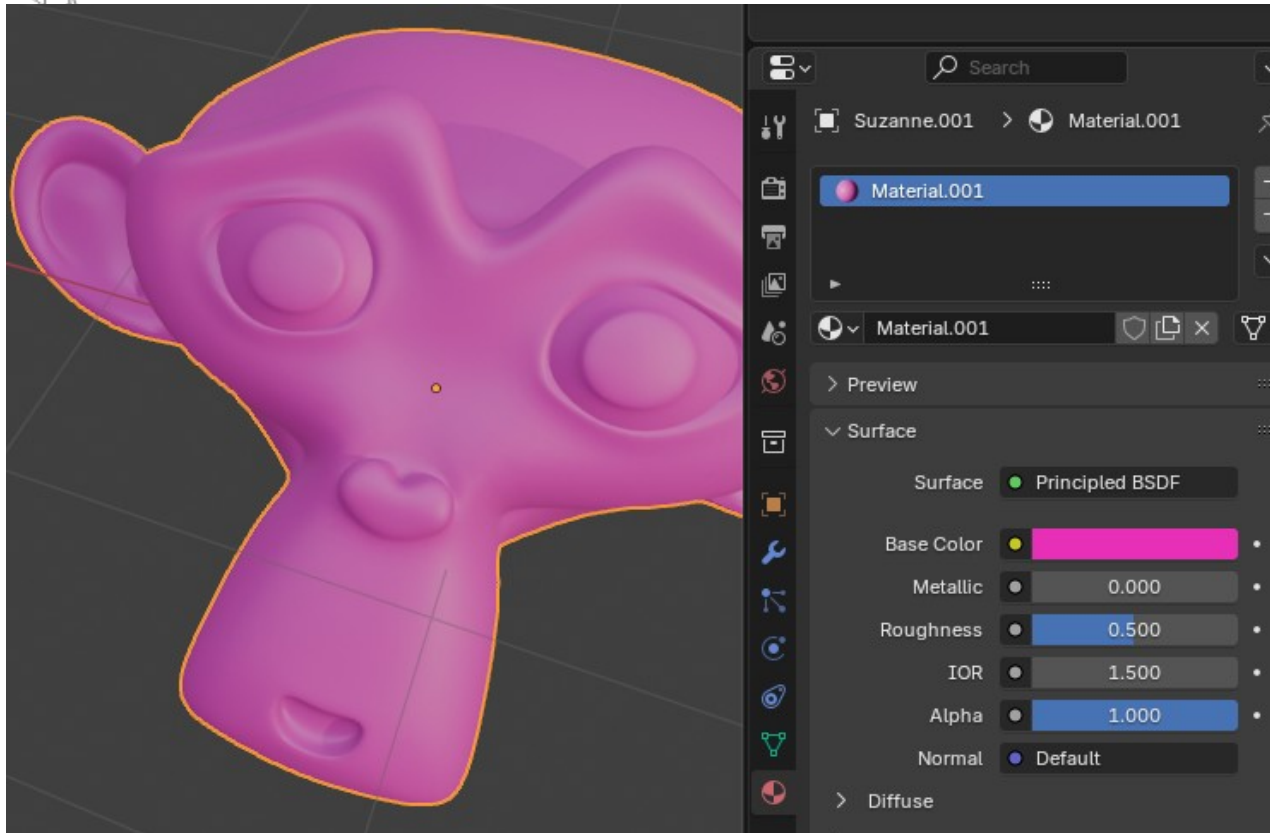 Search
Suzanne.001 > Material.001
Material.001
Material.001
Preview
Surface
Surface Principled BSDF
Base Color
Metallic 0.000
Roughness 0.500
IOR 1.500
Alpha 1.000
Normal Default
Diffuse